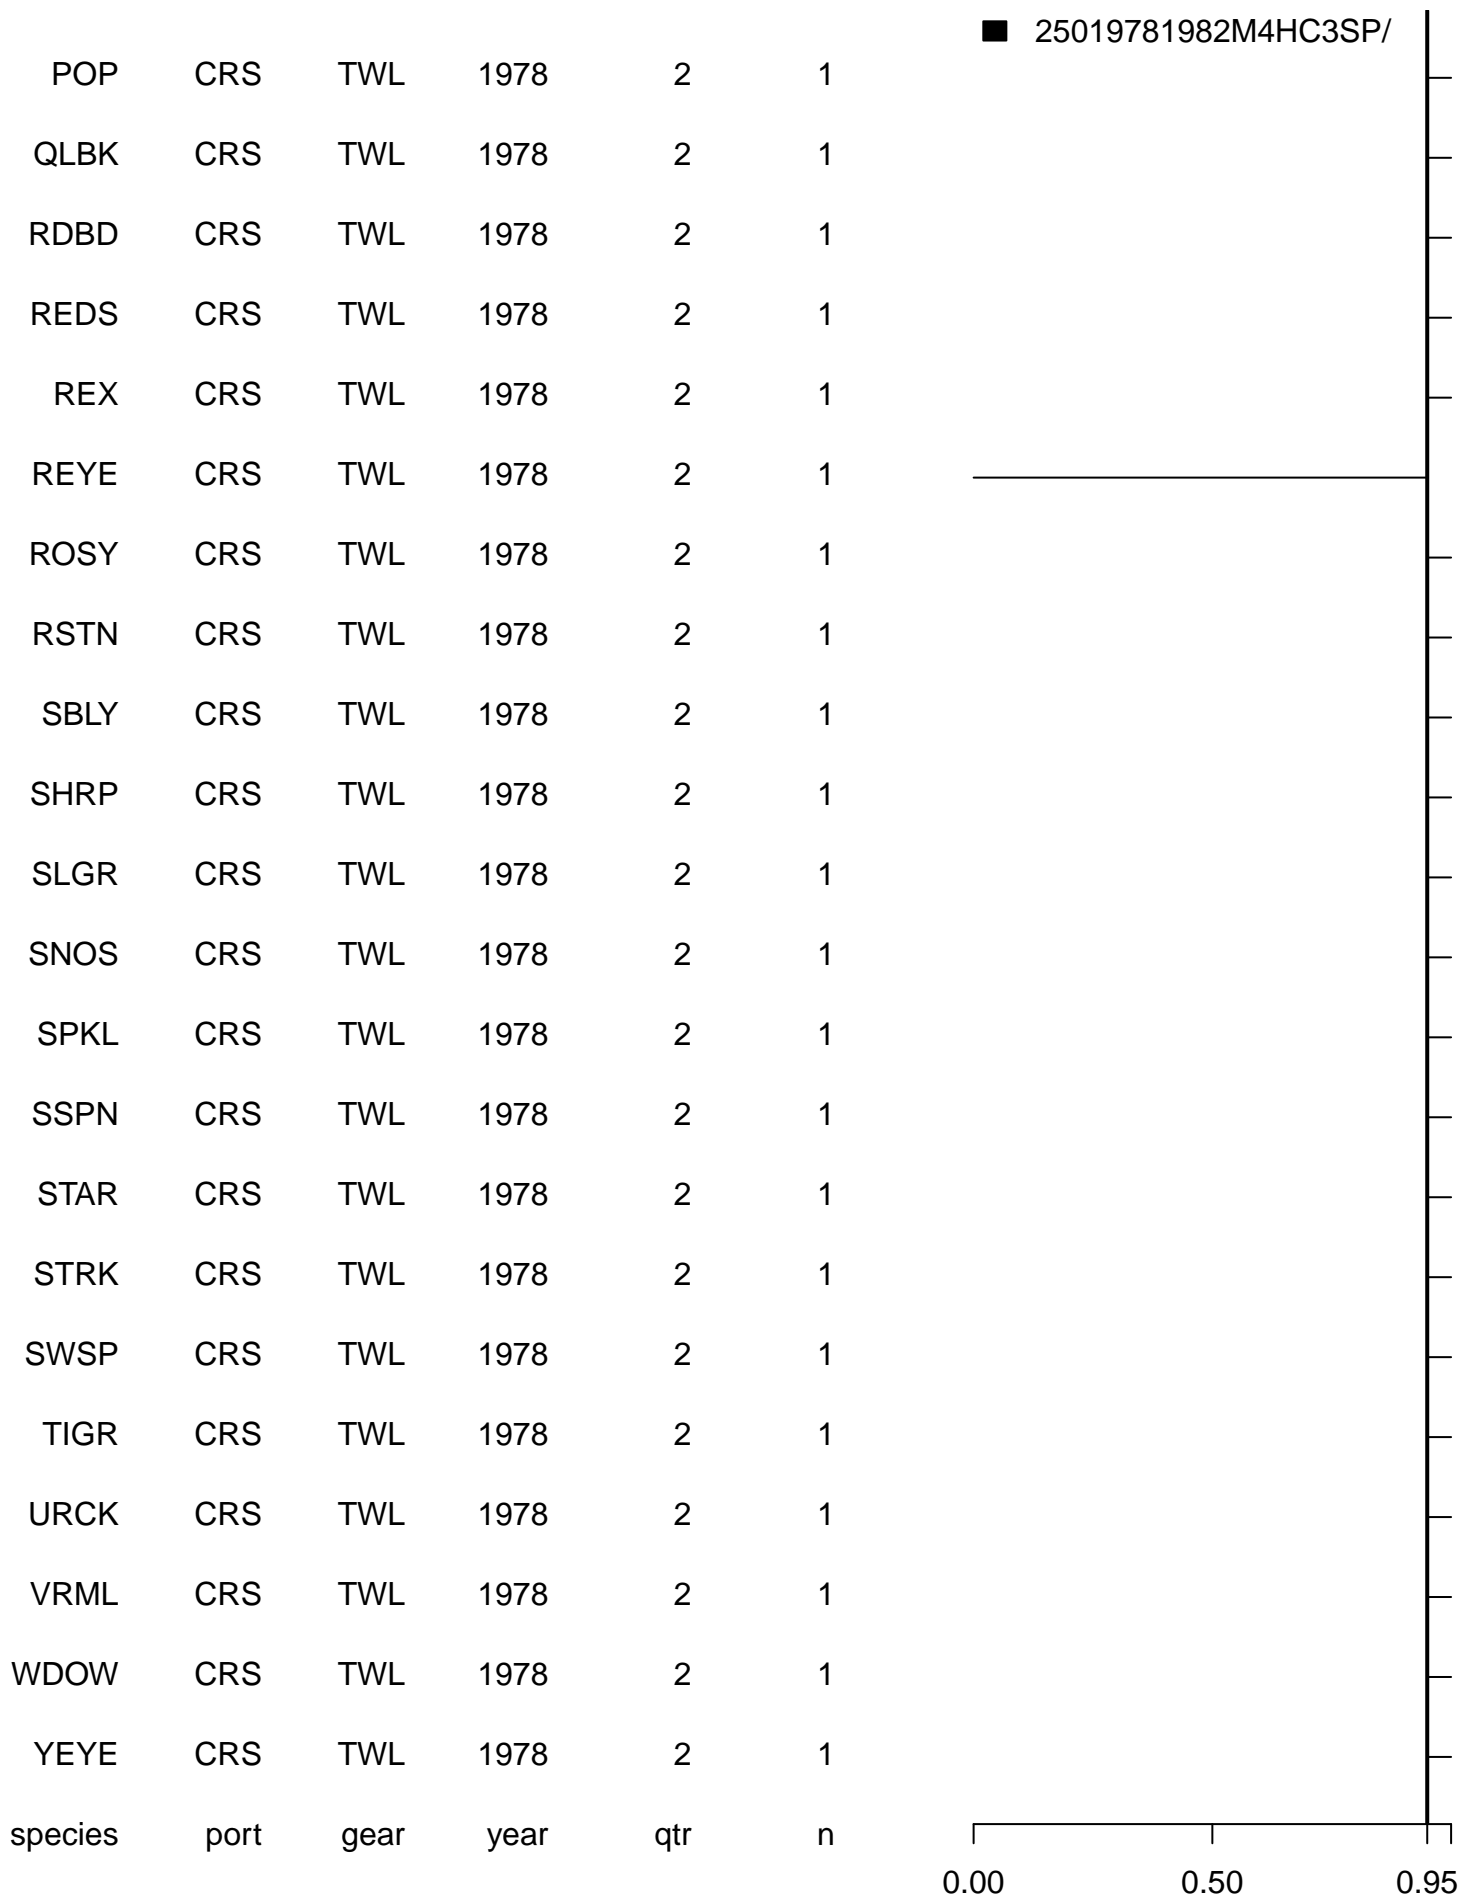 25019781982M4HC3SP/
POP CRS TWL 1978 2 1
QLBK CRS TWL 1978 2 1
RDBD CRS TWL 1978 2 1
REDS CRS TWL 1978 2 1
REX CRS TWL 1978 2 1
REYE CRS TWL 1978 2 1
ROSY CRS TWL 1978 2 1
RSTN CRS TWL 1978 2 1
SBLY CRS TWL 1978 2 1
SHRP CRS TWL 1978 2 1
SLGR CRS TWL 1978 2 1
SNOS CRS TWL 1978 2 1
SPKL CRS TWL 1978 2 1
SSPN CRS TWL 1978 2 1
STAR CRS TWL 1978 2 1
STRK CRS TWL 1978 2 1
SWSP CRS TWL 1978 2 1
TIGR CRS TWL 1978 2 1
URCK CRS TWL 1978 2 1
VRML CRS TWL 1978 2 1
WDOW CRS TWL 1978 2 1
YEYE CRS TWL 1978 2 1
species port gear year qtr n
0.00 0.50 0.95